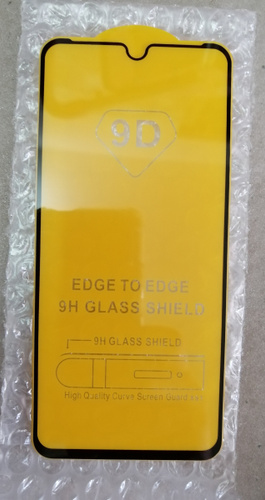 9D
EDGE TO EDGE
9H GLASS SHIELD
9H GLASS SHIELD
High Quality Curve Screen Guard